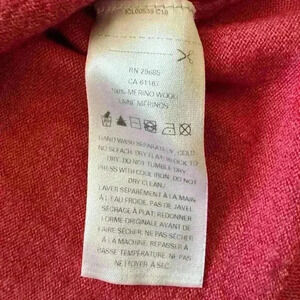 RN 29685
CA 01187
100% MERINO WOOL
LAINE MERINOS
HAND WASH SEPARATELY, COLD.
NO BLEACH. DRY FLAT. BLOCK TO
DRY. DO NOT TUMBLE DRY.
PRESS WITH COOL IRON. DO NOT
DRY CLEAN.
LAVER SÉPARÉMENT À LA MAIN
À L'EAU FROIDE. PAS DE JAVEL.
SÉCHAGE À PLAT. REDONNER
FORME ORIGINALE AVANT DE
FAIRE SÉCHER. NE PAS SÉCHER
À LA MACHINE. REPASSER À
BASSE TEMPÉRATURE. NE PAS
NETTOYER À SEC.